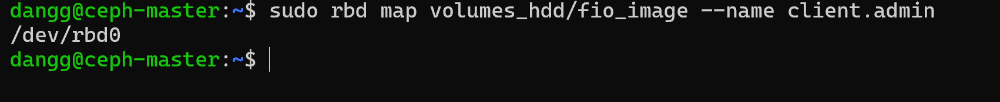 dangg@ceph-master:~$ sudo rbd map volumes_hdd/fio_image --name client.admin
/dev/rbd0
dangg@ceph-master:~$